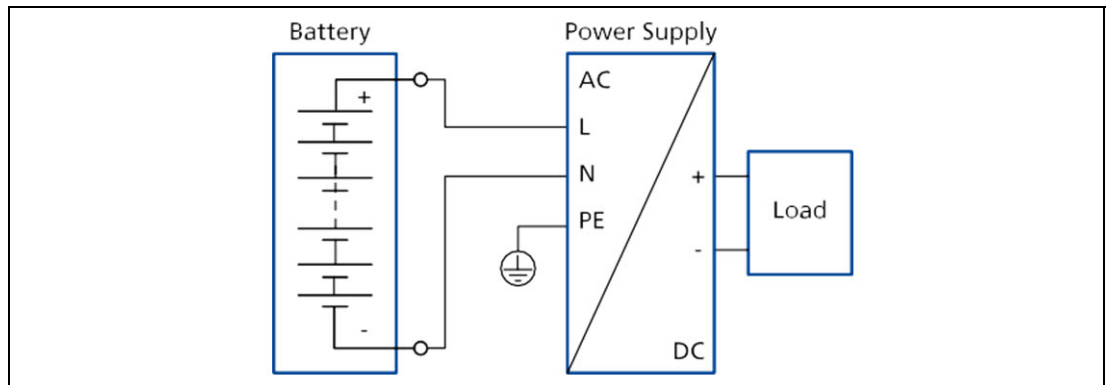 Battery
Power Supply
+
-
AC
L
N
PE
+
-
DC
Load